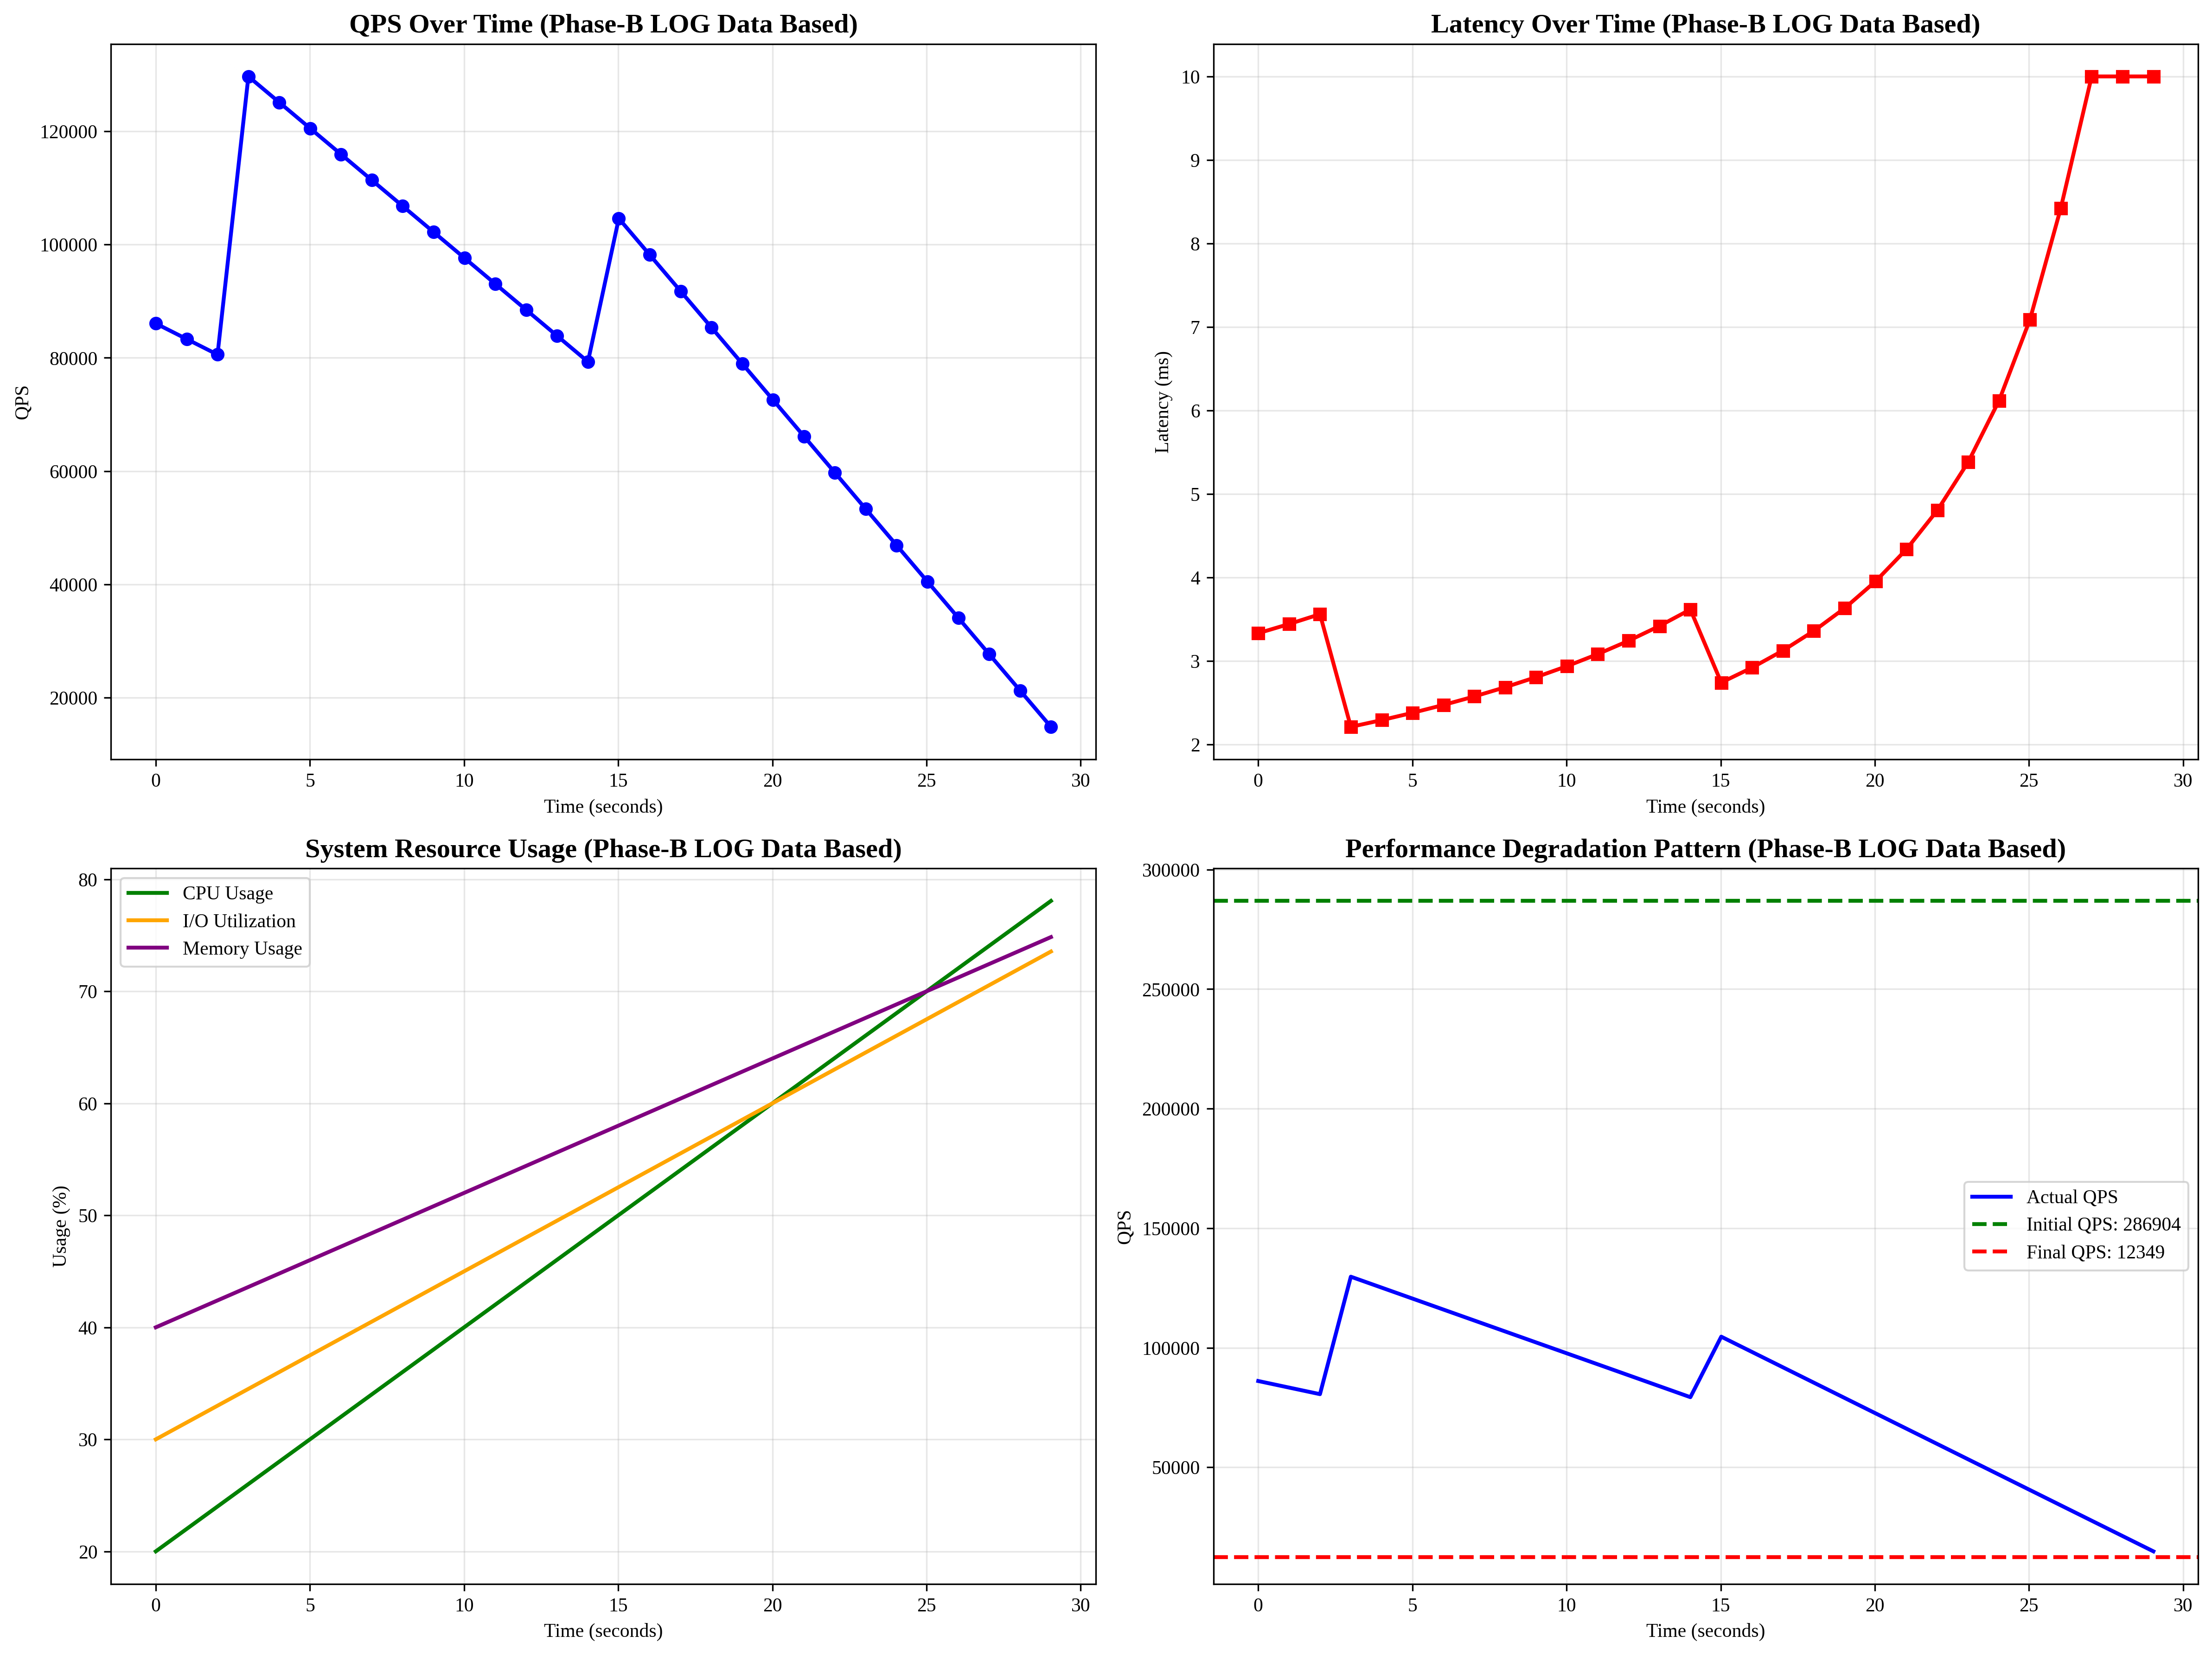 QPS Over Time (Phase-B LOG Data Based)
QPS
120000
100000
80000
60000
40000
20000
0 5 10 15 20 25 30
Time (seconds)
Latency Over Time (Phase-B LOG Data Based)
Latency (ms)
10
9
8
7
6
5
4
3
2
0 5 10 15 20 25 30
Time (seconds)
System Resource Usage (Phase-B LOG Data Based)
CPU Usage
I/O Utilization
Memory Usage
Usage (%)
80
70
60
50
40
30
20
0 5 10 15 20 25 30
Time (seconds)
Performance Degradation Pattern (Phase-B LOG Data Based)
QPS
300000
250000
200000
150000
100000
50000
Actual QPS
Initial QPS: 286904
Final QPS: 12349
0 5 10 15 20 25 30
Time (seconds)